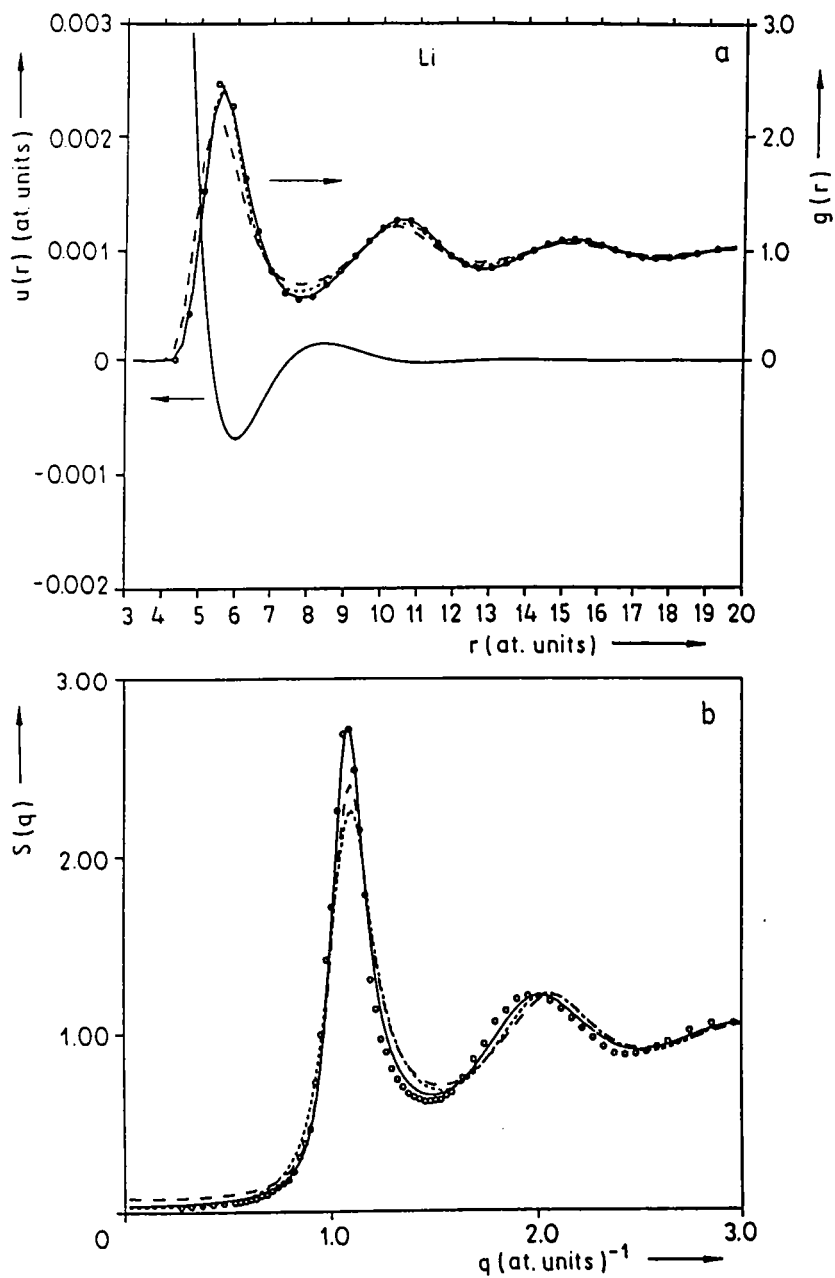 Li
a
u(r) (at. units)
0.003
0.002
0.001
0
-0.001
-0.002
g(r)
3.0
2.0
1.0
0
3 4 5 6 7 8 9 10 11 12 13 14 15 16 17 18 19 20
r (at. units)
b
S(q)
3.00
2.00
1.00
0
1.0 2.0 3.0
q (at. units)⁻¹